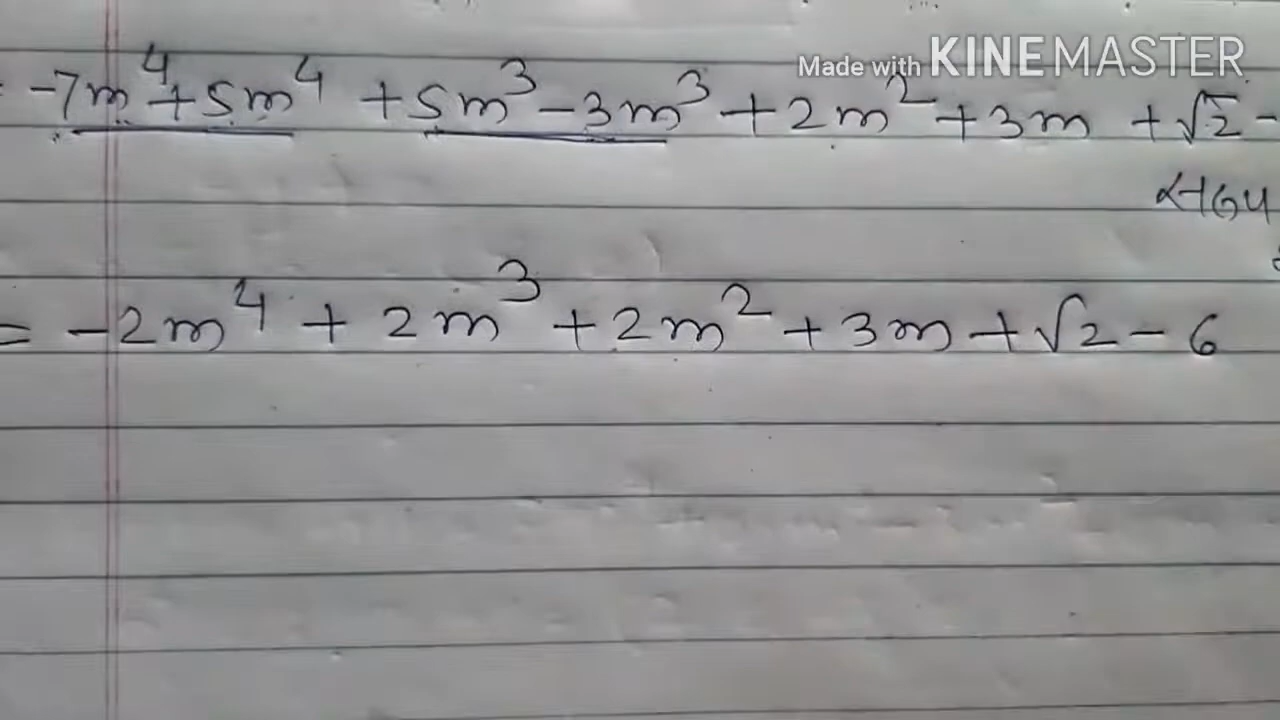 Made with KINEMASTER
-7m⁴+5m⁴ +5m³-3m³+2m²+3m +√2-
= -2m⁴ + 2m³ +2m² +3m+√2-6